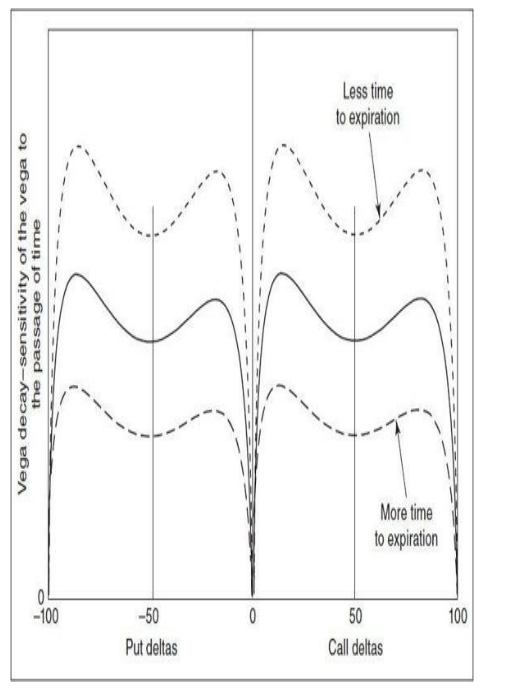 Vega decay–sensitivity of the vega to
the passage of time
Less time
to expiration
More time
to expiration
0
−100
−50
0
50
100
Put deltas
Call deltas